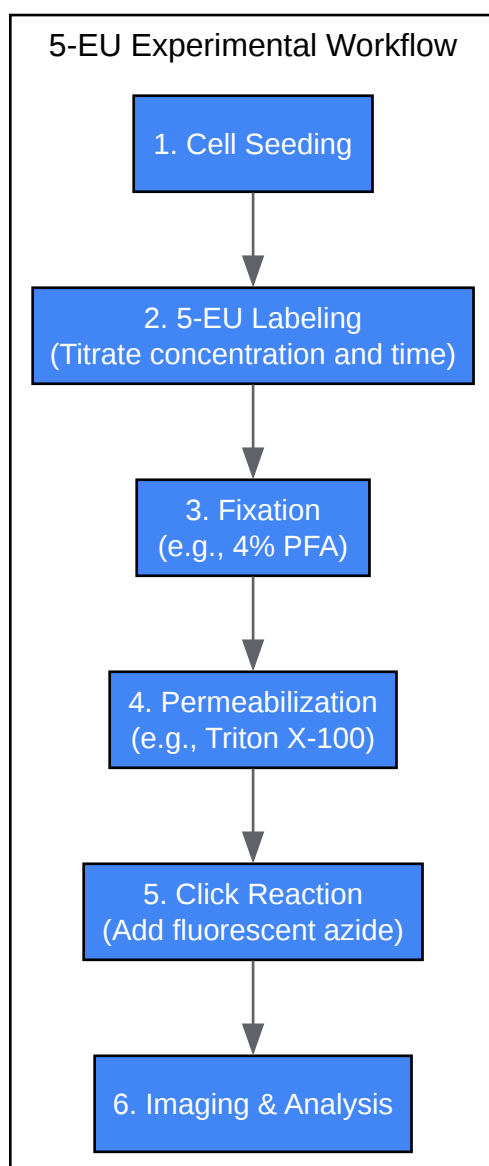 5-EU Experimental Workflow
1. Cell Seeding
2. 5-EU Labeling
(Titrate concentration and time)
3. Fixation
(e.g., 4% PFA)
4. Permeabilization
(e.g., Triton X-100)
5. Click Reaction
(Add fluorescent azide)
6. Imaging & Analysis